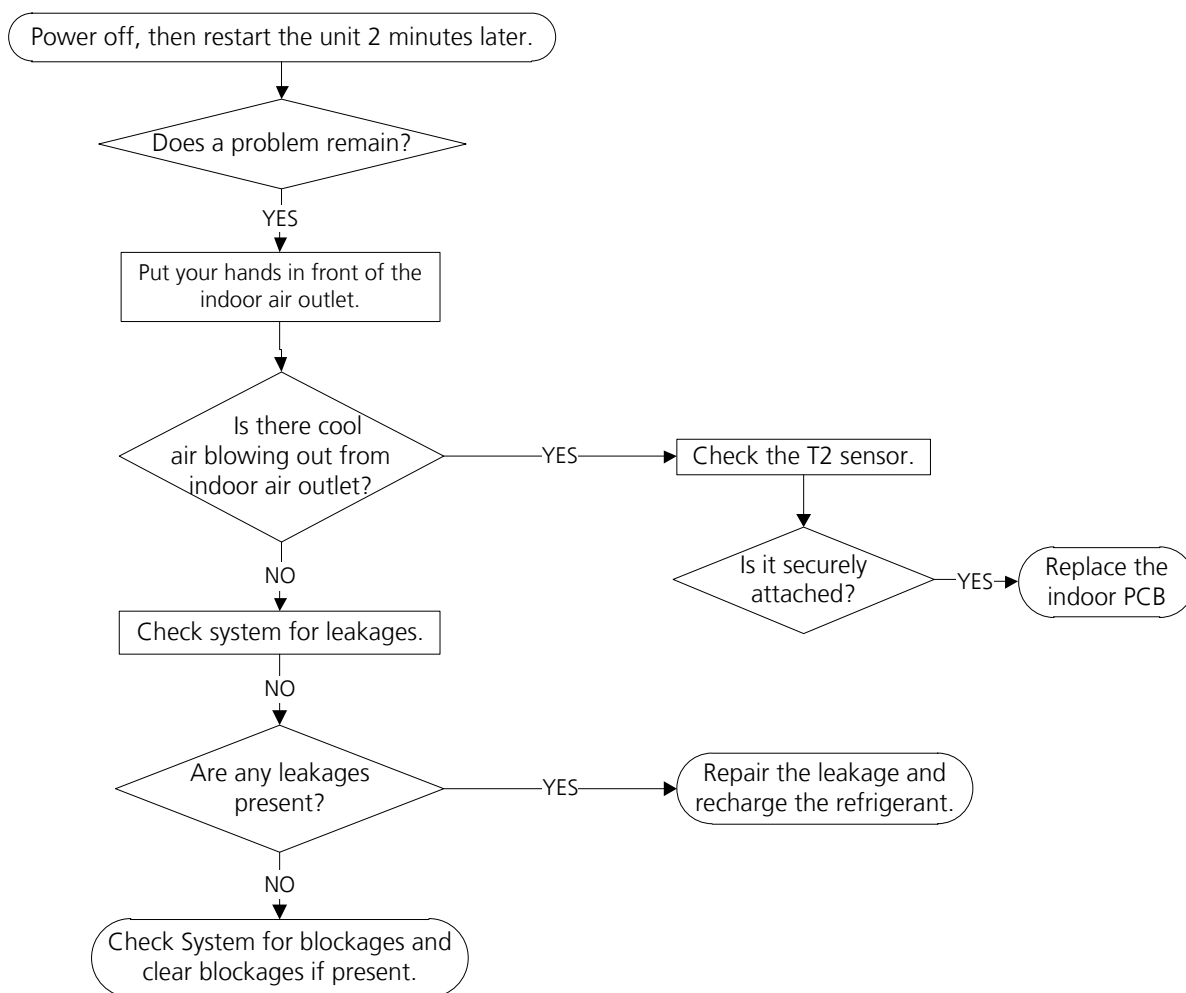 Power off, then restart the unit 2 minutes later.
Does a problem remain?
YES
Put your hands in front of the
indoor air outlet.
Is there cool
air blowing out from
indoor air outlet?
YES
Check the T2 sensor.
Is it securely
attached?
YES
Replace the
indoor PCB
NO
Check system for leakages.
NO
Are any leakages
present?
YES
Repair the leakage and
recharge the refrigerant.
NO
Check System for blockages and
clear blockages if present.